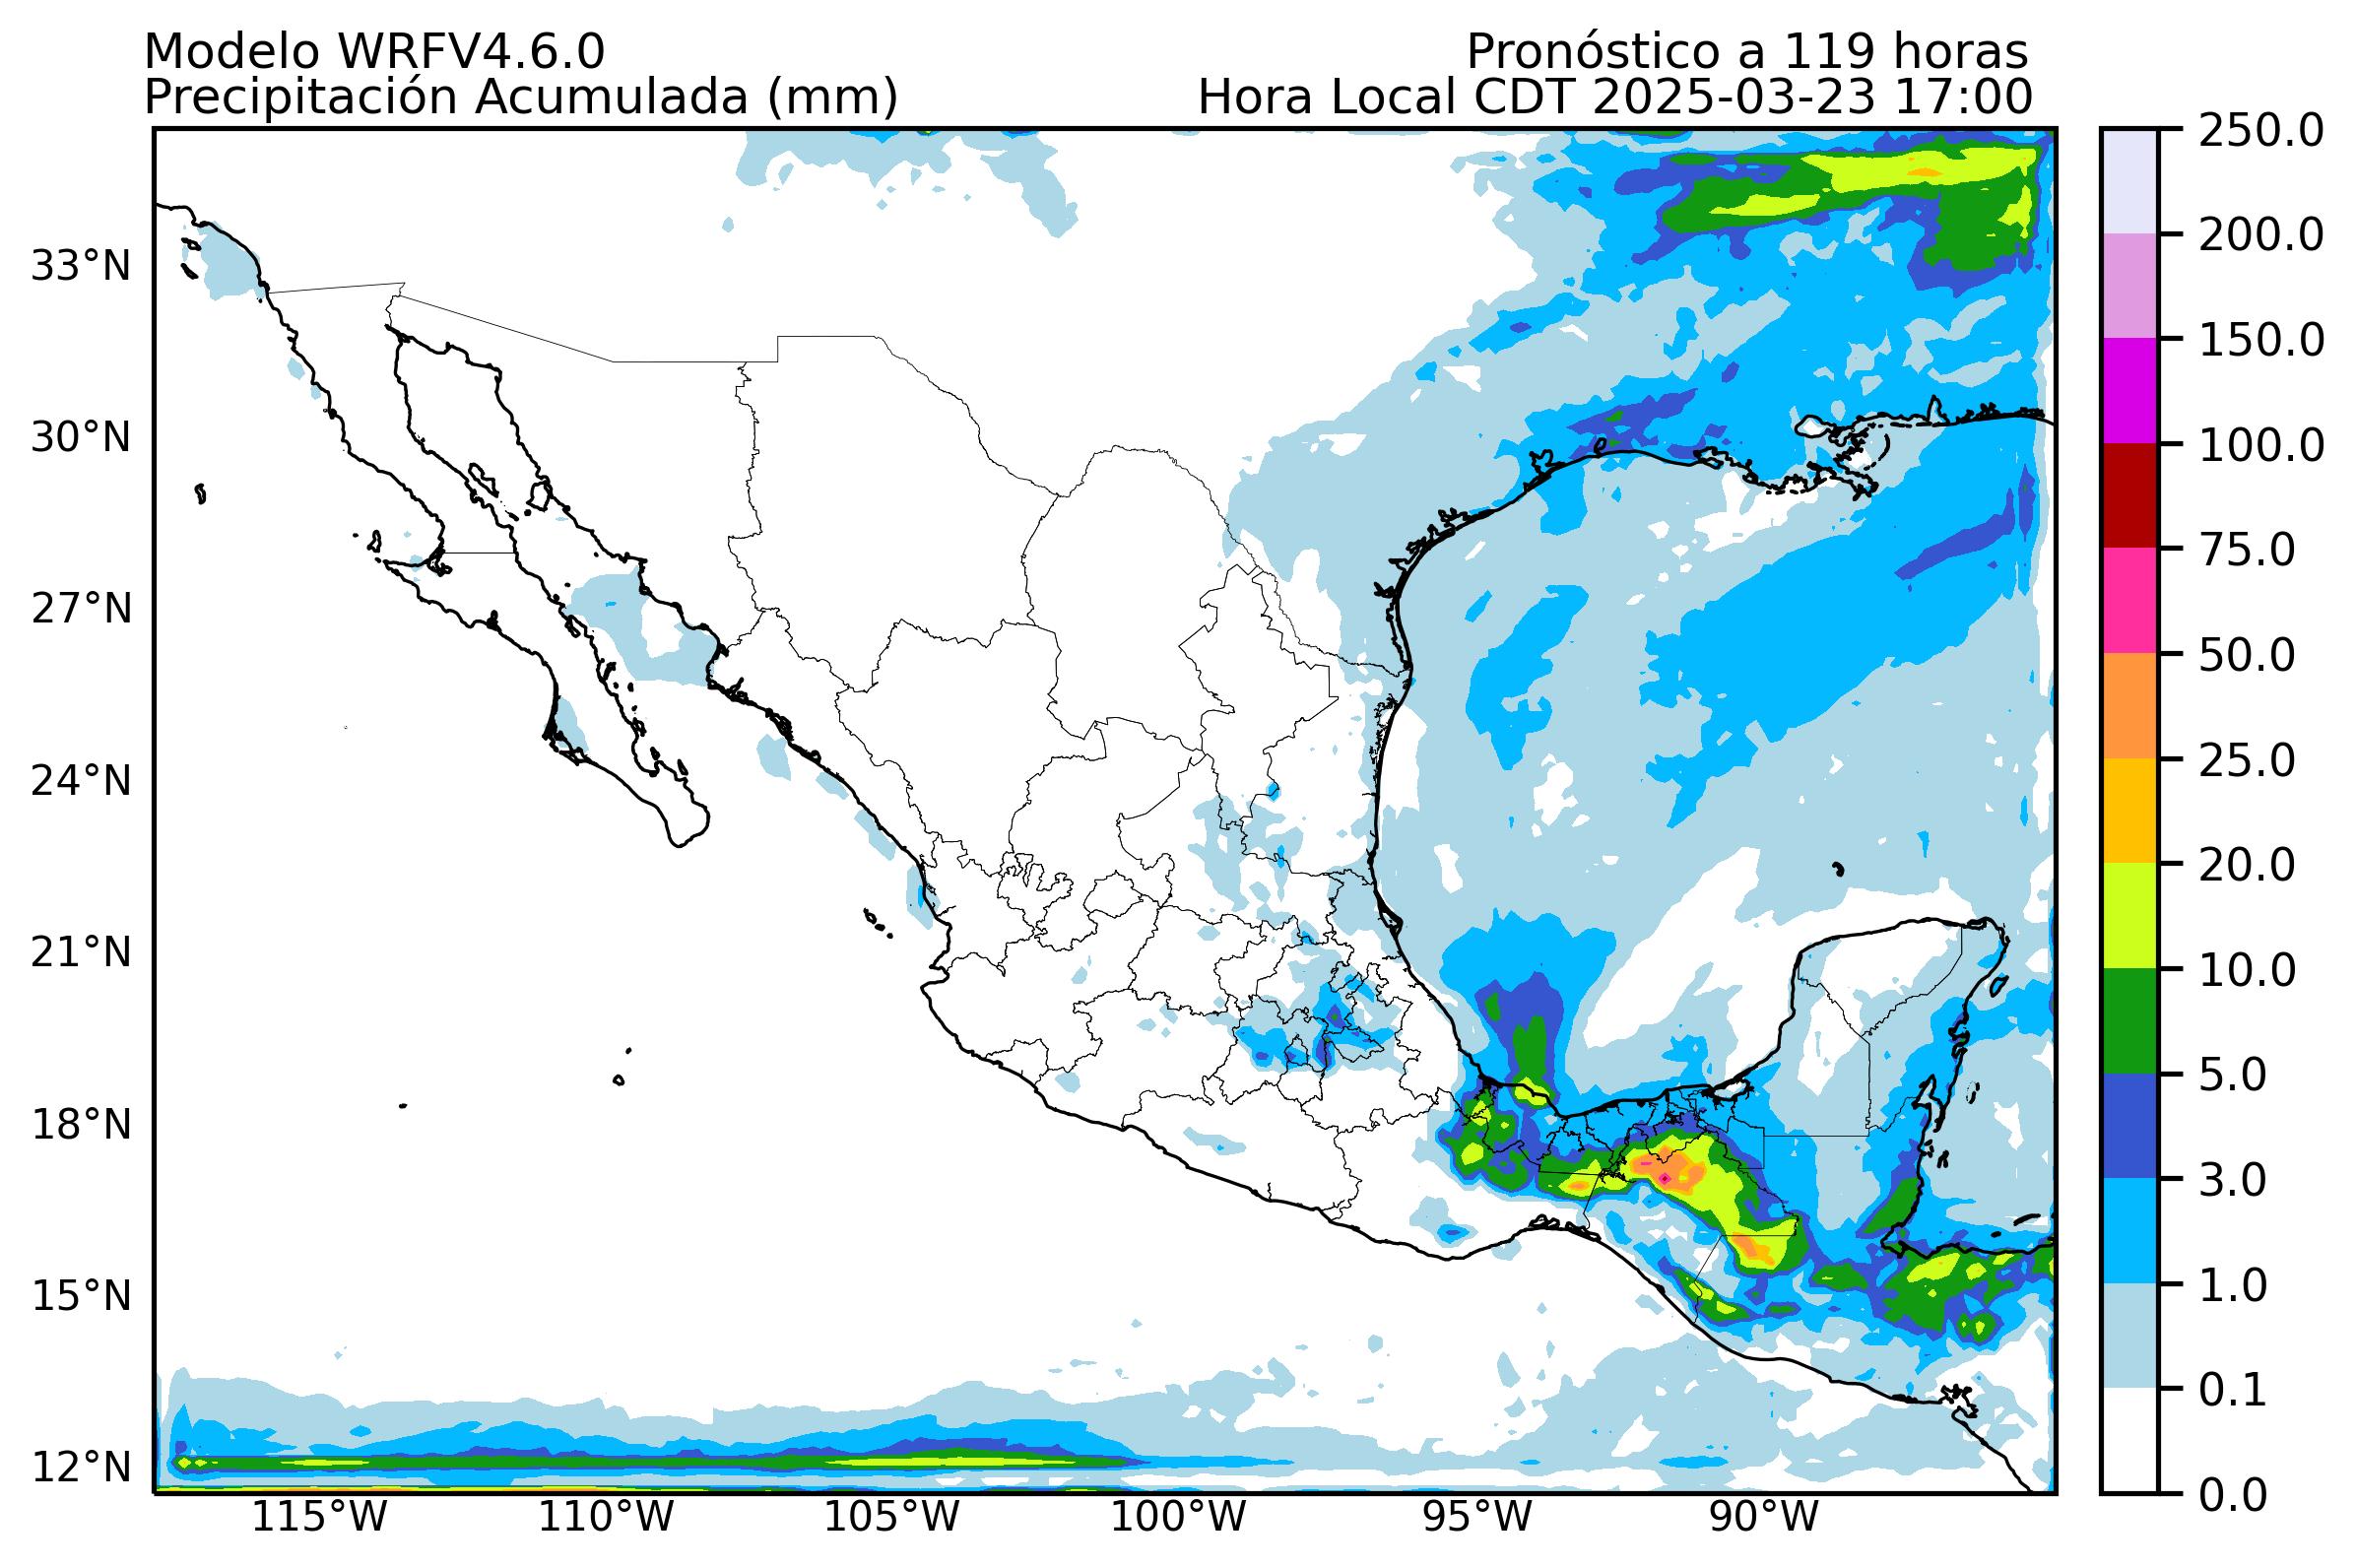 Modelo WRFV4.6.0
Pronóstico a 119 horas
Precipitación Acumulada (mm)
Hora Local CDT 2025-03-23 17:00
33°N
30°N
27°N
24°N
21°N
18°N
15°N
12°N
115°W
110°W
105°W
100°W
95°W
90°W
250.0
200.0
150.0
100.0
75.0
50.0
25.0
20.0
10.0
5.0
3.0
1.0
0.1
0.0